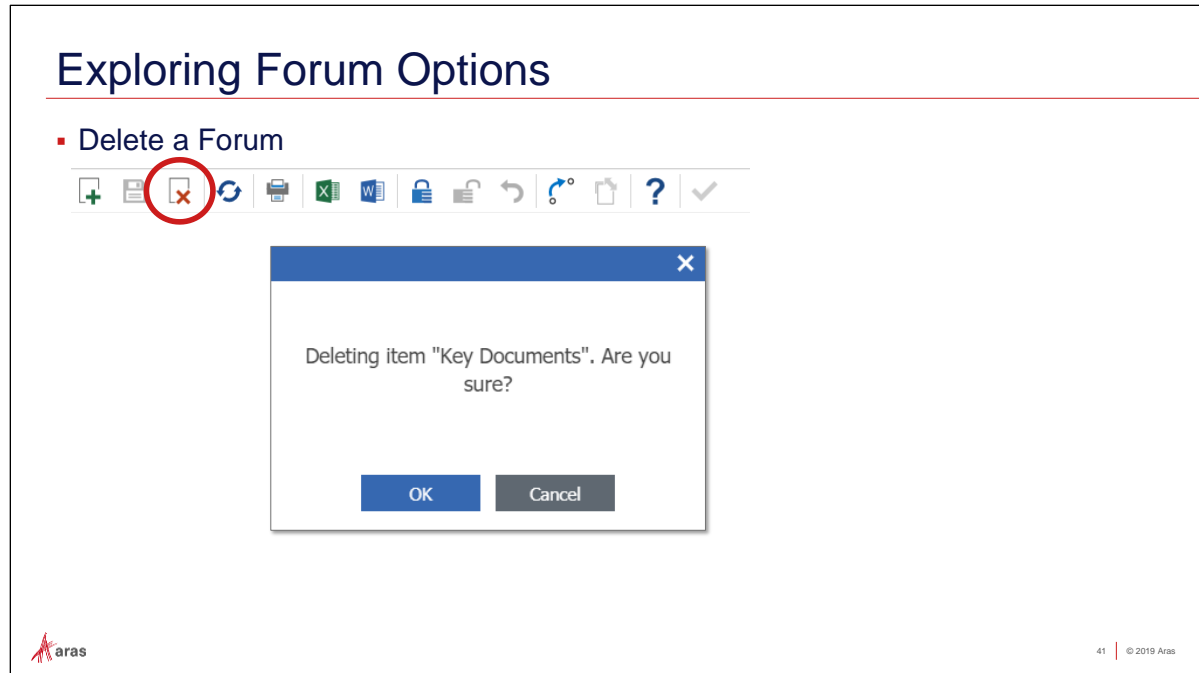 Exploring Forum Options
▪ Delete a Forum
?
Deleting item "Key Documents". Are you
sure?
OK Cancel
aras
41 © 2019 Aras